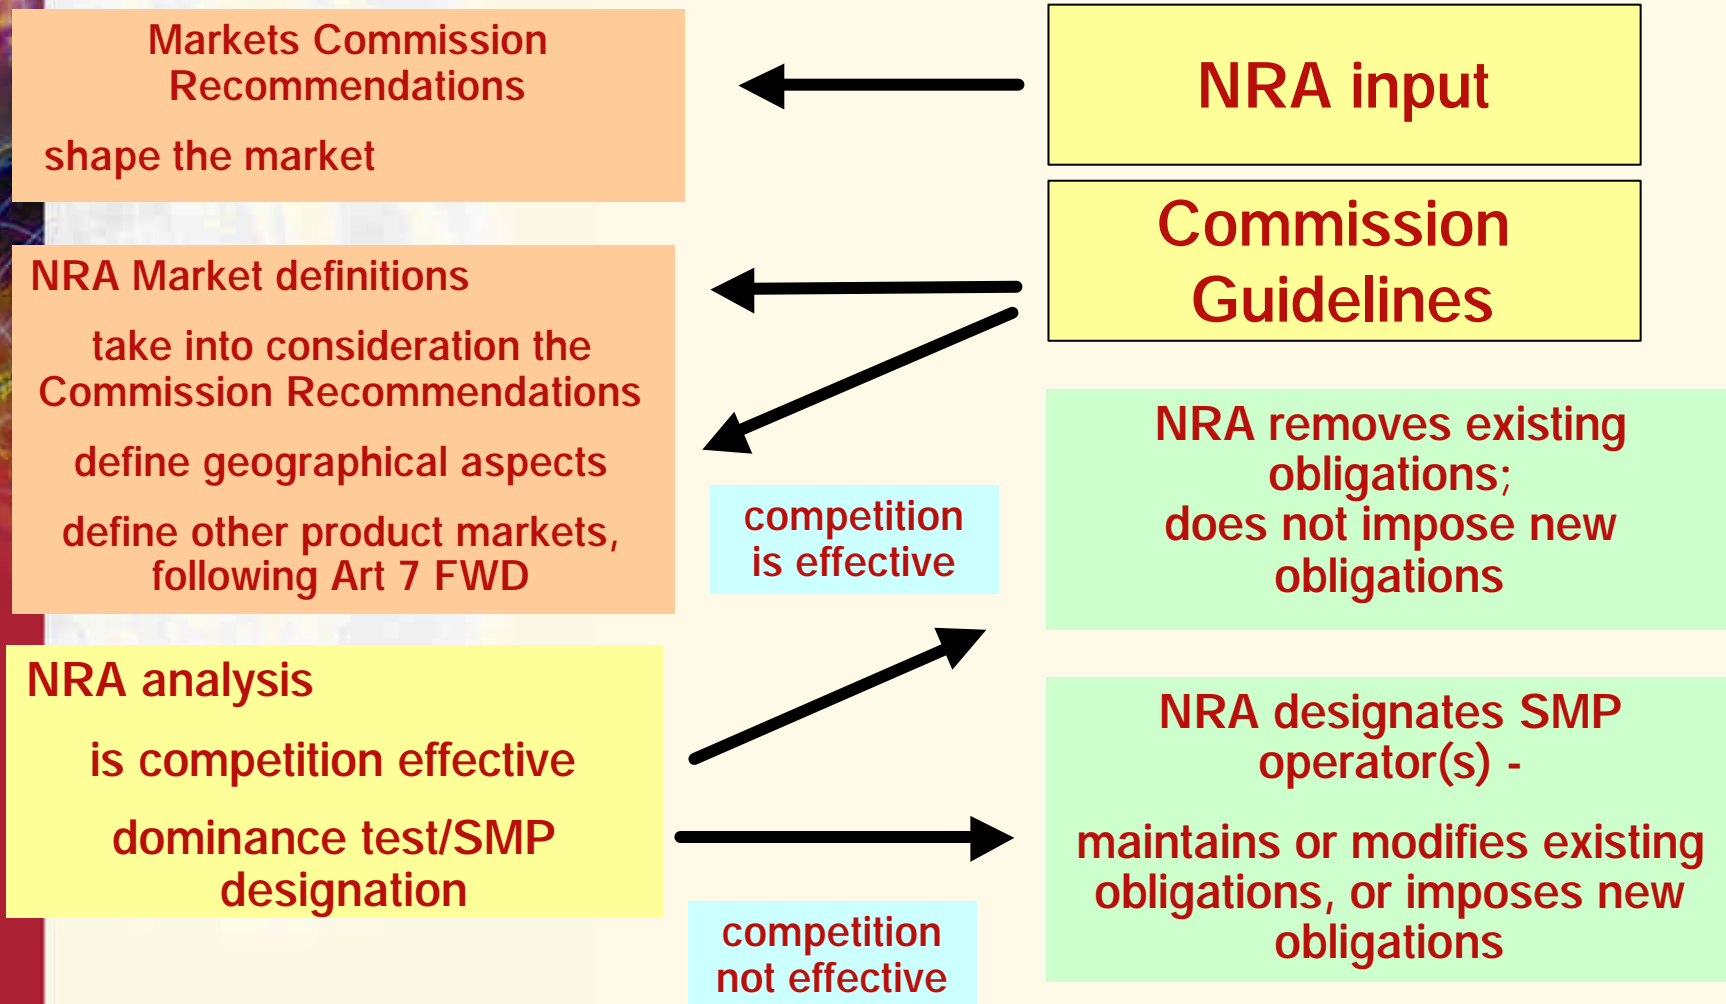 Markets Commission
Recommendations
shape the market
NRA input
Commission
Guidelines
NRA Market definitions
take into consideration the
Commission Recommendations
define geographical aspects
define other product markets,
following Art 7 FWD
competition
is effective
NRA removes existing
obligations;
does not impose new
obligations
NRA analysis
is competition effective
dominance test/SMP
designation
competition
not effective
NRA designates SMP
operator(s) -
maintains or modifies existing
obligations, or imposes new
obligations